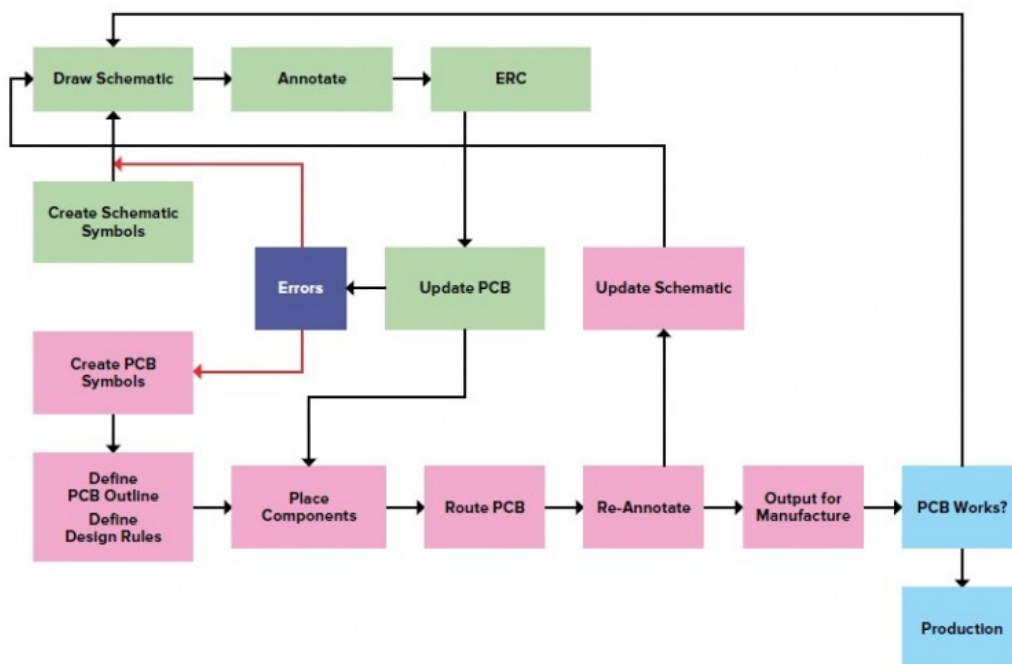 Draw Schematic
Annotate
ERC
Create Schematic
Symbols
Errors
Update PCB
Update Schematic
Create PCB
Symbols
Define
PCB Outline
Define
Design Rules
Place
Components
Route PCB
Re-Annotate
Output for
Manufacture
PCB Works?
Production